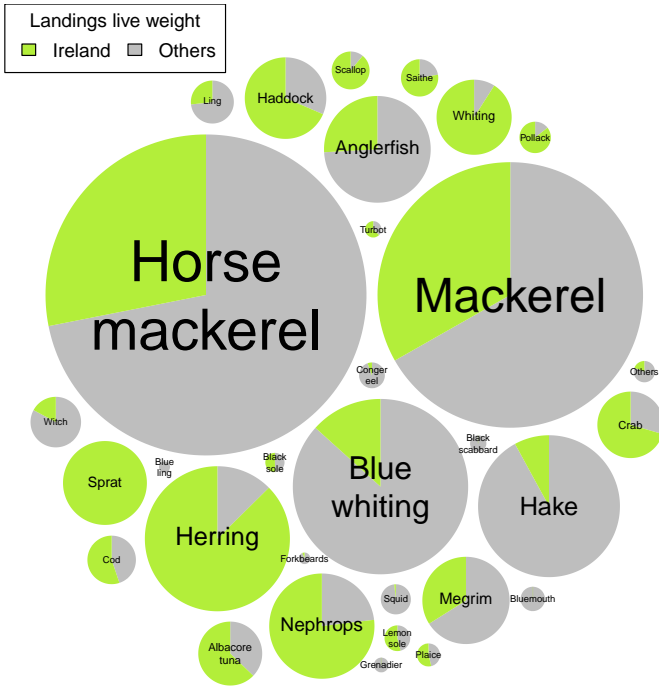 Landings live weight
Ireland Others
Scallop
Saithe
Ling
Haddock
Whiting
Pollack
Anglerfish
Turbot
Horse
mackerel
Mackerel
Conger
eel
Others
Witch
Crab
Black
scabbard
Blue
ling
Black
sole
Blue
whiting
Sprat
Hake
Herring
Forkbeards
Cod
Squid
Megrim
Bluemouth
Nephrops
Lemon
sole
Albacore
tuna
Plaice
Grenadier